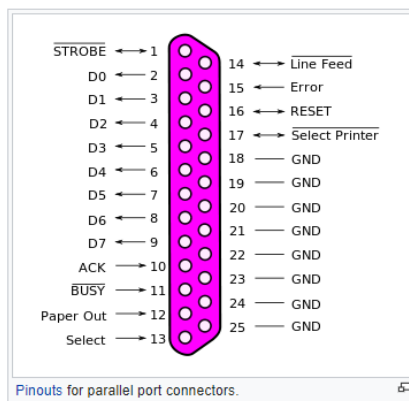 STROBE 1
D0 2
D1 3
D2 4
D3 5
D4 6
D5 7
D6 8
D7 9
ACK 10
BUSY 11
Paper Out 12
Select 13
14 Line Feed
15 Error
16 RESET
17 Select Printer
18 GND
19 GND
20 GND
21 GND
22 GND
23 GND
24 GND
25 GND
Pinouts for parallel port connectors.